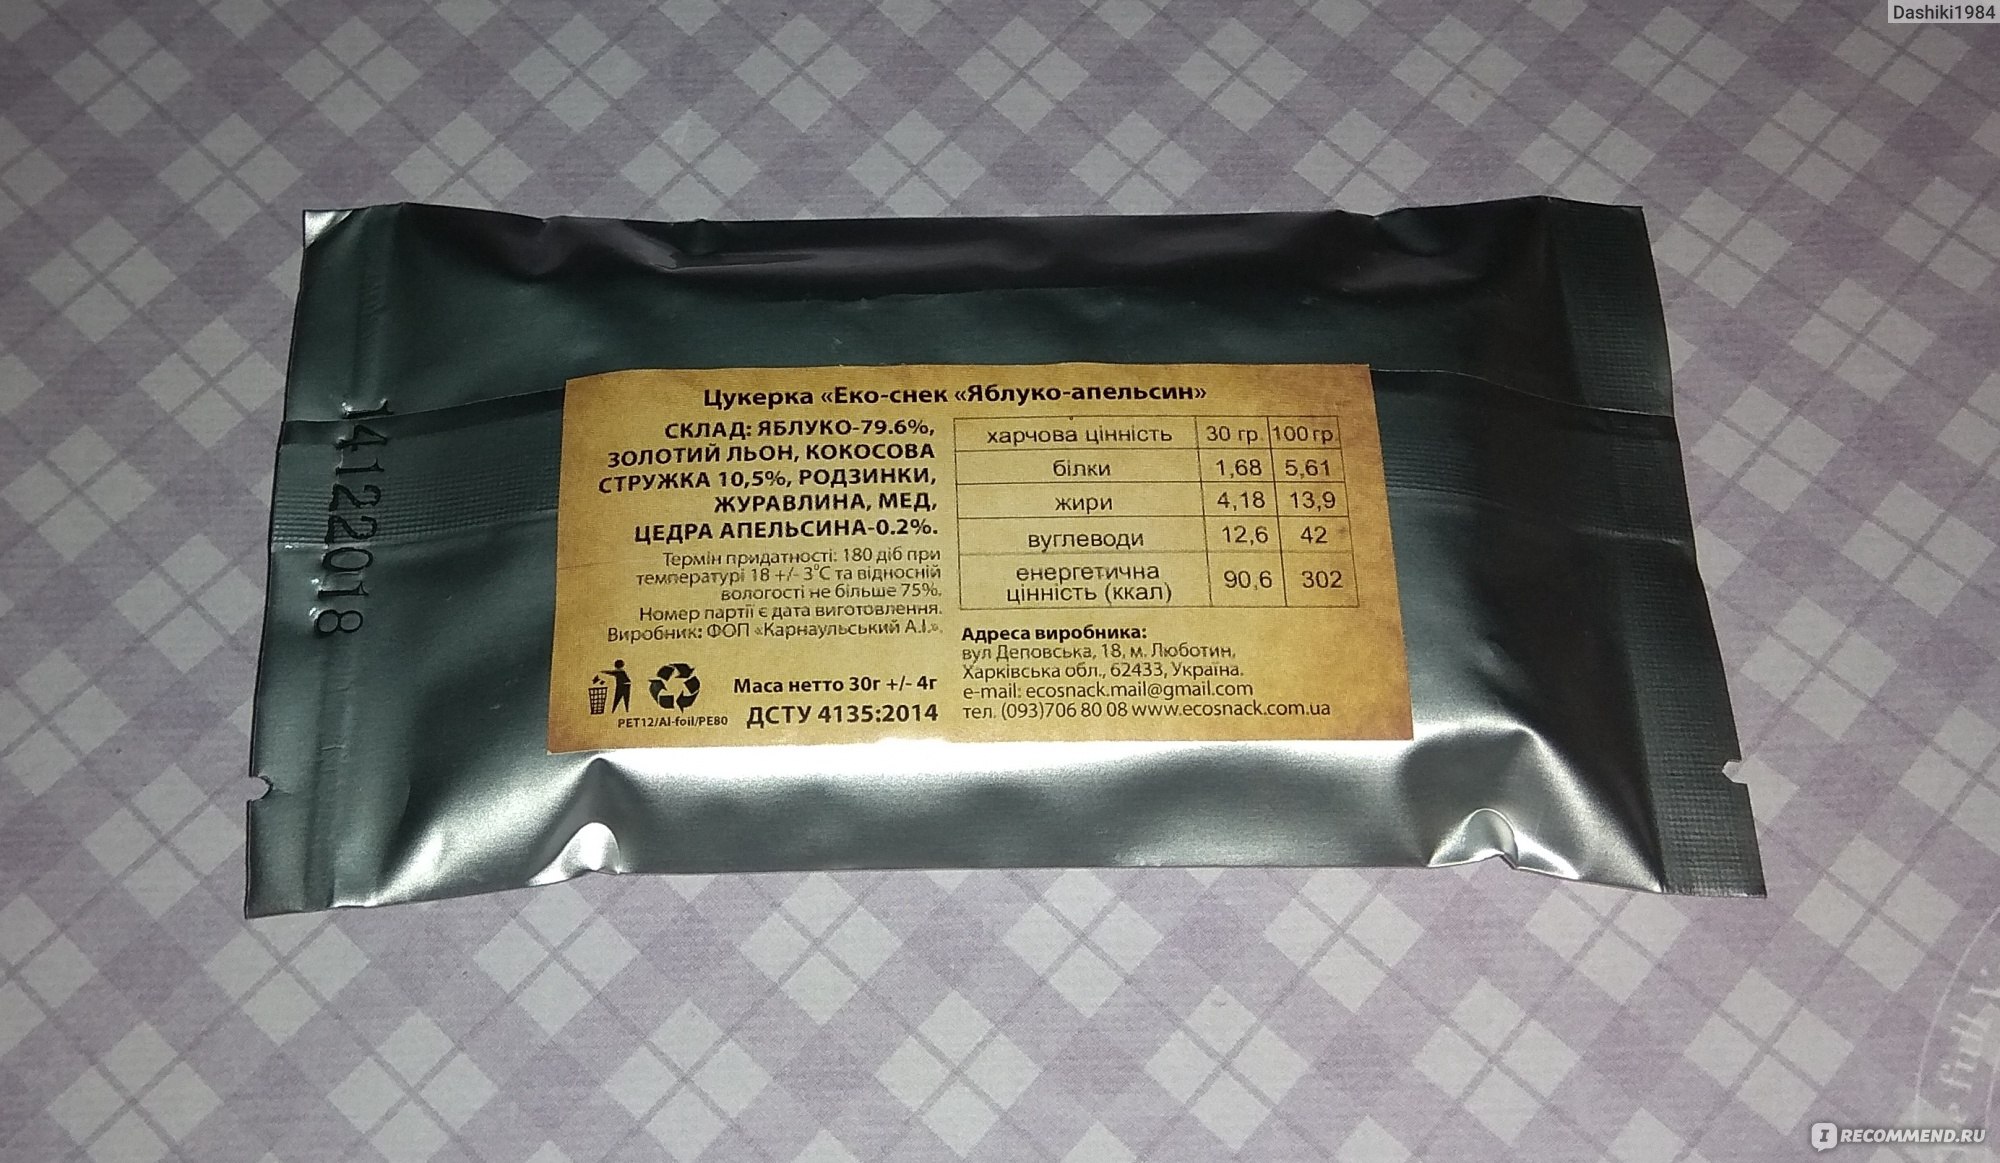 Dashiki1984
14122018
Цукерка «Еко-снек «Яблуко-апельсин»
СКЛАД: ЯБЛУКО-79.6%,
ЗОЛОТИЙ ЛЬОН, КОКОСОВА
СТРУЖКА 10,5%, РОДЗИНКИ,
ЖУРАВЛИНА, МЕД,
ЦЕДРА АПЕЛЬСИНА-0.2%.
Термін придатності: 180 діб при
температурі 18 +/- 3°С та відносній
вологості не більше 75%.
Номер партії є дата виготовлення.
Виробник: ФОП «Карнаульський А.І.».
Маса нетто 30г +/- 4г
PET12/Al-foil/PE80 ДСТУ 4135:2014
харчова цінність 30 гр. 100 гр.
білки 1,68 5,61
жири 4,18 13,9
вуглеводи 12,6 42
енергетична
цінність (ккал) 90,6 302
Адреса виробника:
вул Деповська, 18, м. Люботин,
Харківська обл., 62433, Україна.
e-mail: ecosnack.mail@gmail.com
тел. (093)706 80 08 www.ecosnack.com.ua
full
I RECOMMEND.RU